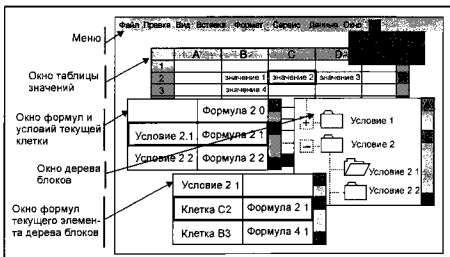 Файл Правка Вид Вставка Формат Сервис Данные Окно
Меню
A B C D
Окно таблицы
значений
1
2 значение 1 значение 2 значение 3
3 значение 4
Окно формул и
условий текущей
клетки
Формула 2 0
Условие 2.1 Формула 2 1
Условие 2 2 Формула 2 2
+ Условие 1
− Условие 2
Условие 2 1
Условие 2 2
Окно дерева
блоков
Окно формул
текущего элемен-
та дерева блоков
Условие 2 1
Клетка C2 Формула 2 1
Клетка B3 Формула 4 1